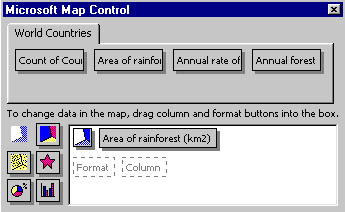 Microsoft Map Control
World Countries
Count of Cour
Area of rainfor
Annual rate of
Annual forest
To change data in the map, drag column and format buttons into the box.
Area of rainforest (km2)
Format
Column